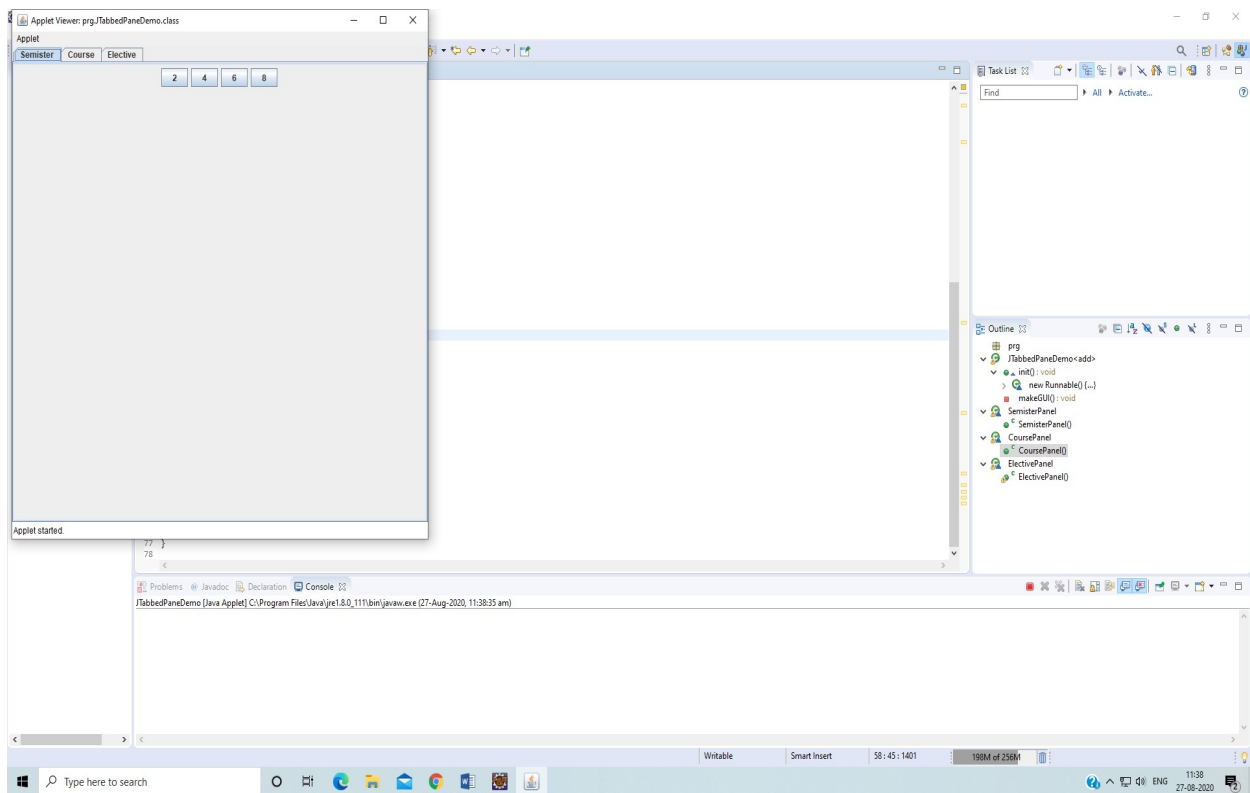 Applet Viewer: prg.JTabbedPaneDemo.class
Applet
Semister Course Elective
2 4 6 8
Applet started.
Task List
Find All Activate...
Outline
prg
JTabbedPaneDemo<add>
init() : void
new Runnable() {...}
makeGUI() : void
SemisterPanel
SemisterPanel()
CoursePanel
CoursePanel()
ElectivePanel
ElectivePanel()
77 }
78
Problems Javadoc Declaration Console
JTabbedPaneDemo [Java Applet] C:\Program Files\Java\jre1.8.0_111\bin\javaw.exe (27-Aug-2020, 11:38:35 am)
Writable Smart Insert 58 : 45 : 1401 198M of 256M
Type here to search
ENG 11:38
27-08-2020
2